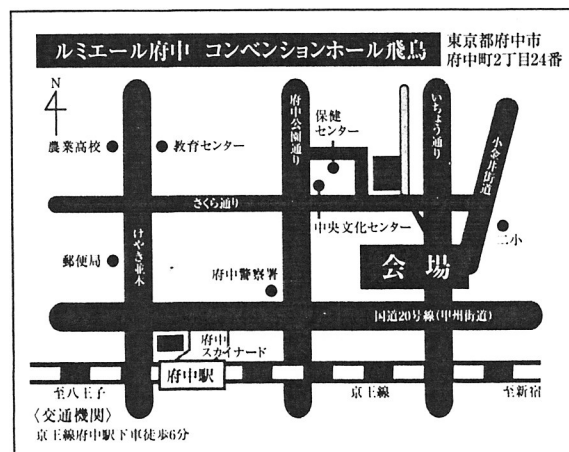 ルミエール府中 コンベンションホール飛鳥
東京都府中市
府中町2丁目24番
N
農業高校
教育センター
府中公園通り
保健
センター
いちょう通り
小金井街道
さくら通り
中央文化センター
二小
けやき並木
郵便局
府中警察署
会場
国道20号線(甲州街道)
府中
スカイナード
府中駅
至八王子
京王線
至新宿
〈交通機関〉
京王線府中駅下車徒歩6分